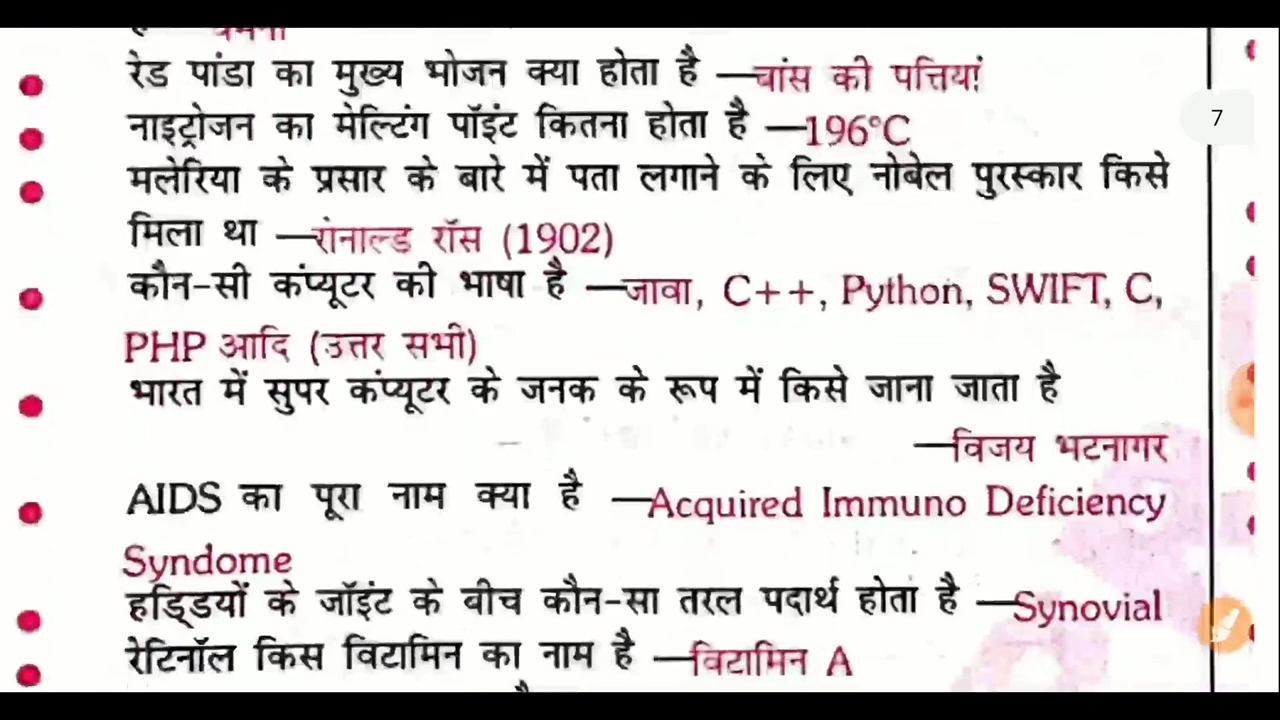 रेड पांडा का मुख्य भोजन क्या होता है —बांस की पत्तियां
7
नाइट्रोजन का मेल्टिंग पॉइंट कितना होता है —196°C
मलेरिया के प्रसार के बारे में पता लगाने के लिए नोबेल पुरस्कार किसे
मिला था —रोनाल्ड रॉस (1902)
कौन-सी कंप्यूटर की भाषा है —जावा, C++, Python, SWIFT, C,
PHP आदि (उत्तर सभी)
भारत में सुपर कंप्यूटर के जनक के रूप में किसे जाना जाता है
—विजय भटनागर
AIDS का पूरा नाम क्या है —Acquired Immuno Deficiency
Syndome
हड्डियों के जॉइंट के बीच कौन-सा तरल पदार्थ होता है —Synovial
रेटिनॉल किस विटामिन का नाम है —विटामिन A